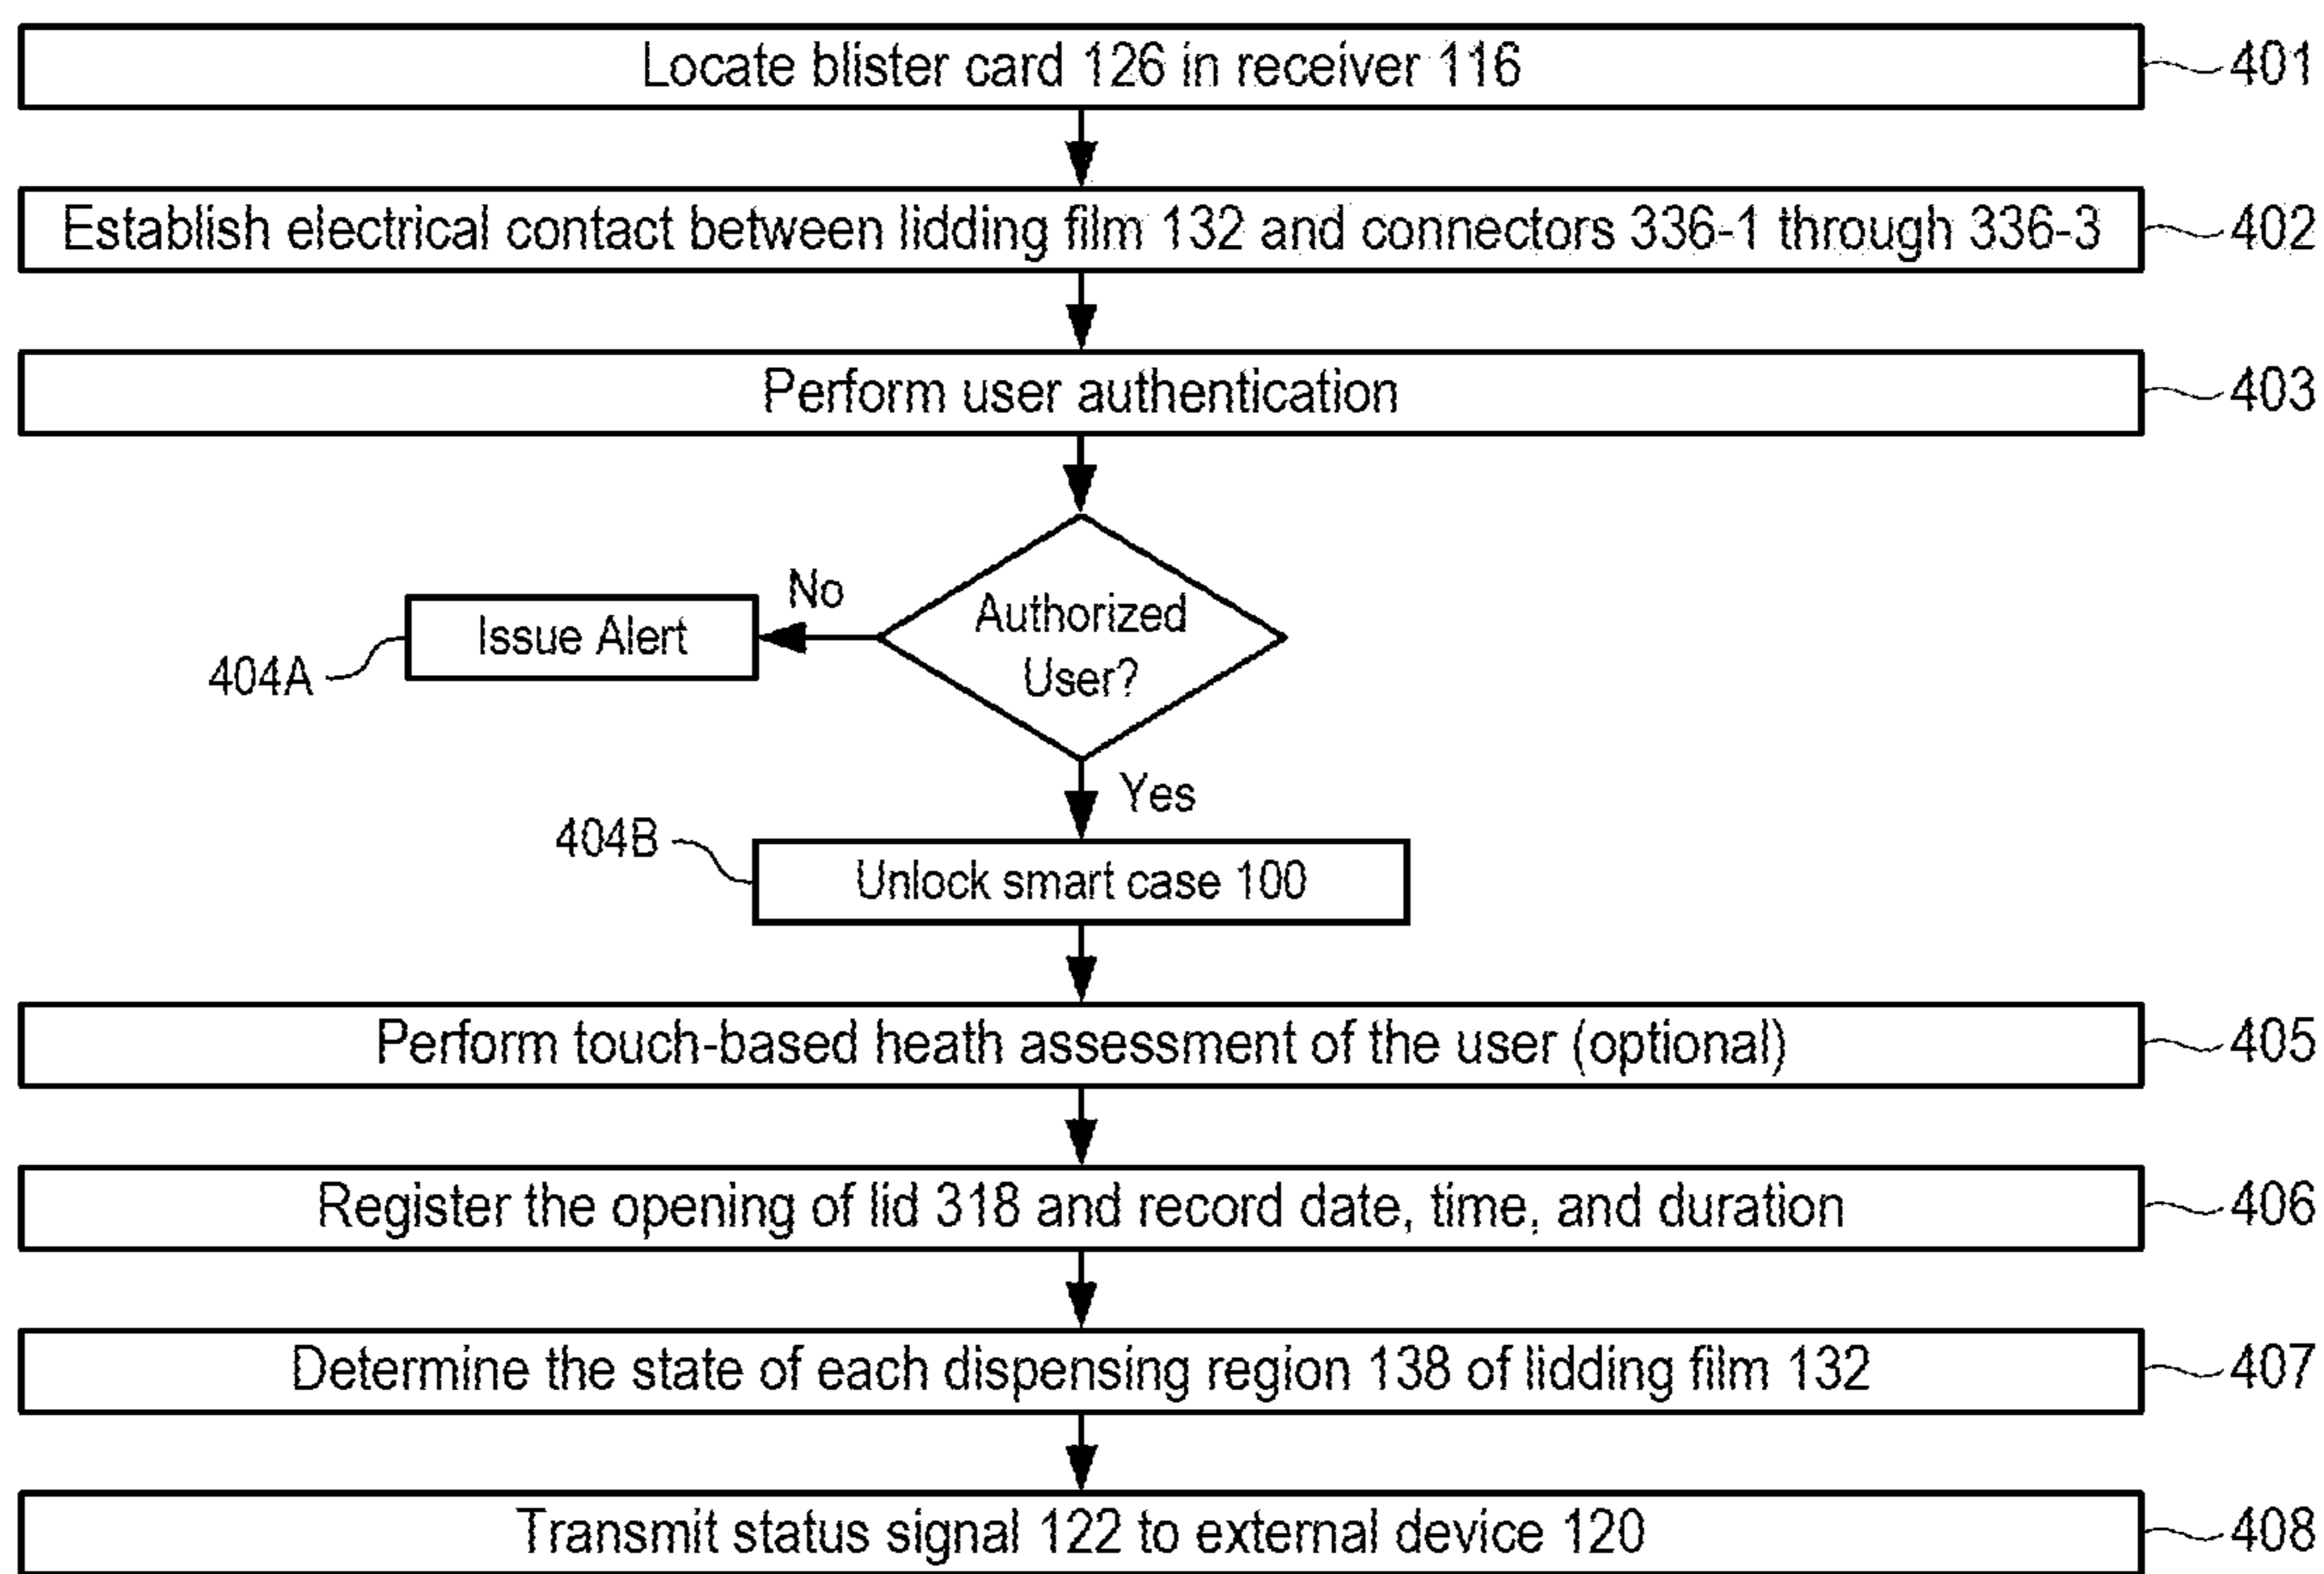 Locate blister card 126 in receiver 116
401
Establish electrical contact between lidding film 132 and connectors 336-1 through 336-3
402
Perform user authentication
403
Authorized
User?
No
Issue Alert
404A
Yes
404B
Unlock smart case 100
Perform touch-based heath assessment of the user (optional)
405
Register the opening of lid 318 and record date, time, and duration
406
Determine the state of each dispensing region 138 of lidding film 132
407
Transmit status signal 122 to external device 120
408